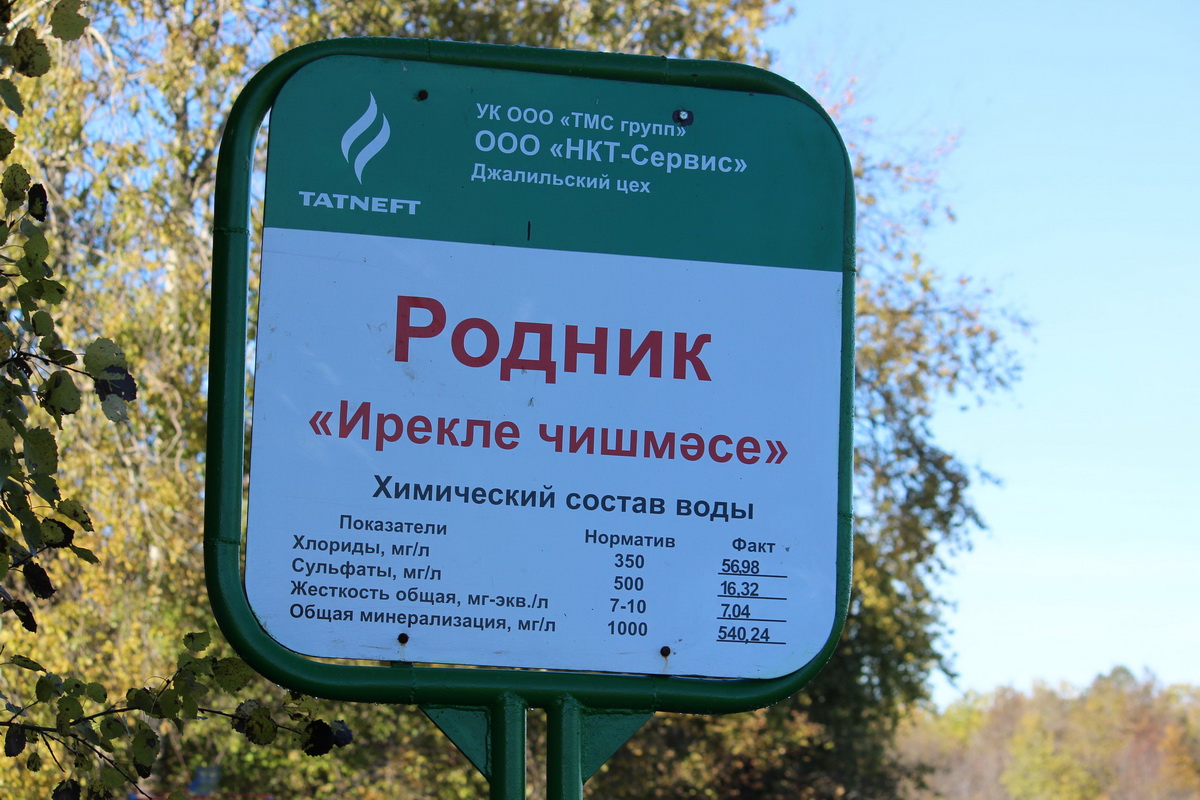 TATNEFT
УК ООО «ТМС групп»
ООО «НКТ-Сервис»
Джалильский цех
Родник
«Ирекле чишмәсе»
Химический состав воды
Показатели Норматив Факт
Хлориды, мг/л 350 56,98
Сульфаты, мг/л 500 16,32
Жесткость общая, мг-экв./л 7-10 7,04
Общая минерализация, мг/л 1000 540,24